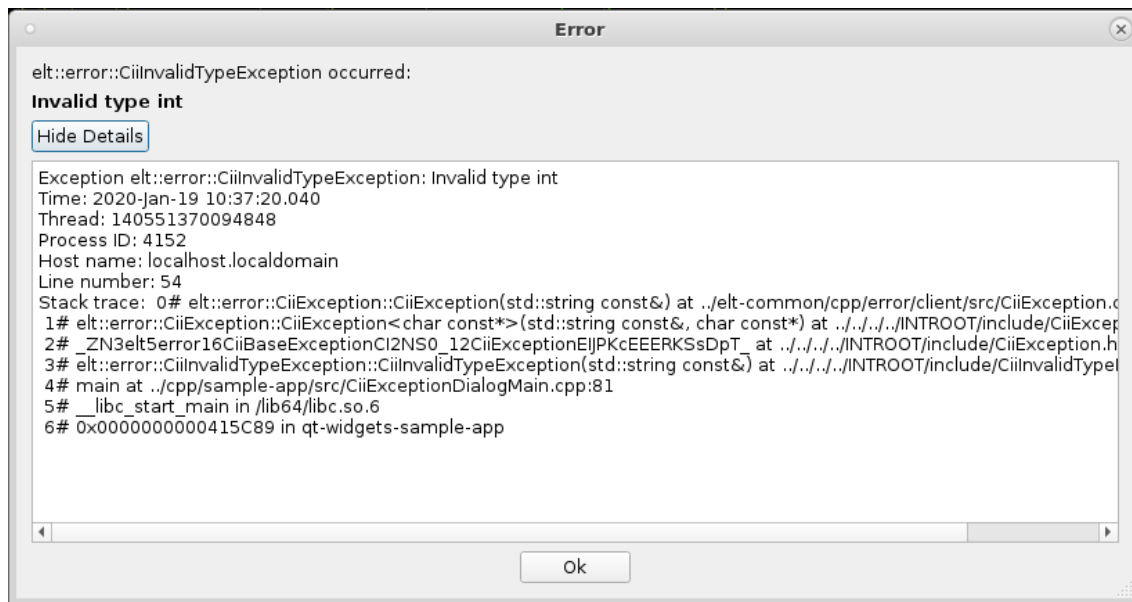 Error
elt::error::CiiInvalidTypeException occurred:
Invalid type int
Hide Details
Exception elt::error::CiiInvalidTypeException: Invalid type int
Time: 2020-Jan-19 10:37:20.040
Thread: 140551370094848
Process ID: 4152
Host name: localhost.localdomain
Line number: 54
Stack trace:  0# elt::error::CiiException::CiiException(std::string const&) at ../elt-common/cpp/error/client/src/CiiException.c
1# elt::error::CiiException::CiiException<char const*>(std::string const&, char const*) at ../../../../INTROOT/include/CiiExcep
2# _ZN3elt5error16CiiBaseExceptionCI2NS0_12CiiExceptionEIJPKcEEERKSsDpT_ at ../../../../INTROOT/include/CiiException.h
3# elt::error::CiiInvalidTypeException::CiiInvalidTypeException(std::string const&) at ../../../../INTROOT/include/CiiInvalidTypeE
4# main at ../cpp/sample-app/src/CiiExceptionDialogMain.cpp:81
5# __libc_start_main in /lib64/libc.so.6
6# 0x0000000000415C89 in qt-widgets-sample-app
Ok